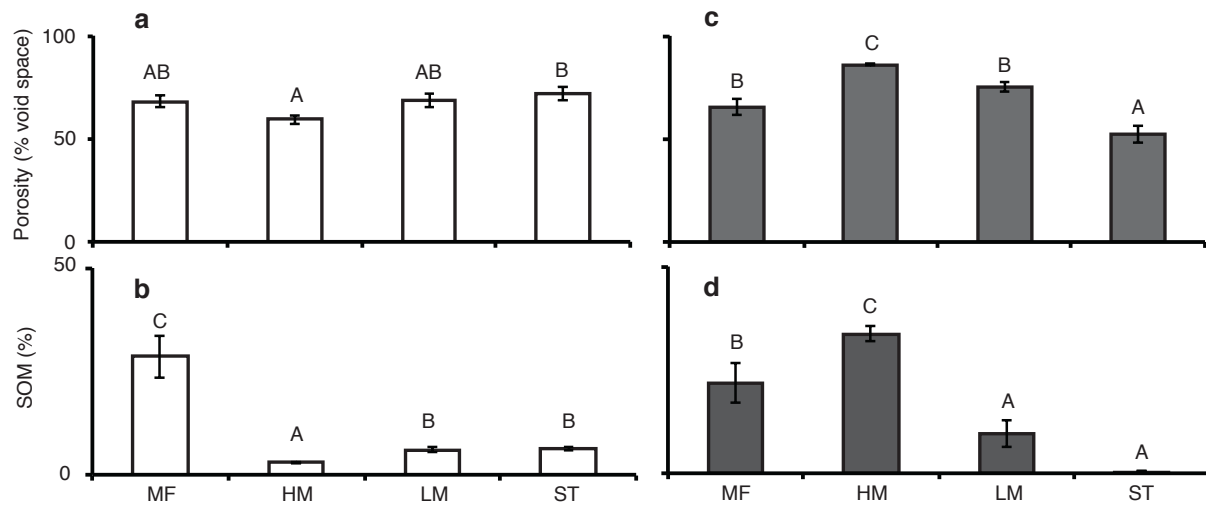 a
c
100
50
0
Porosity (% void space)
AB
A
AB
B
B
C
B
A
b
d
50
0
SOM (%)
C
A
B
B
B
C
A
A
MF HM LM ST
MF HM LM ST